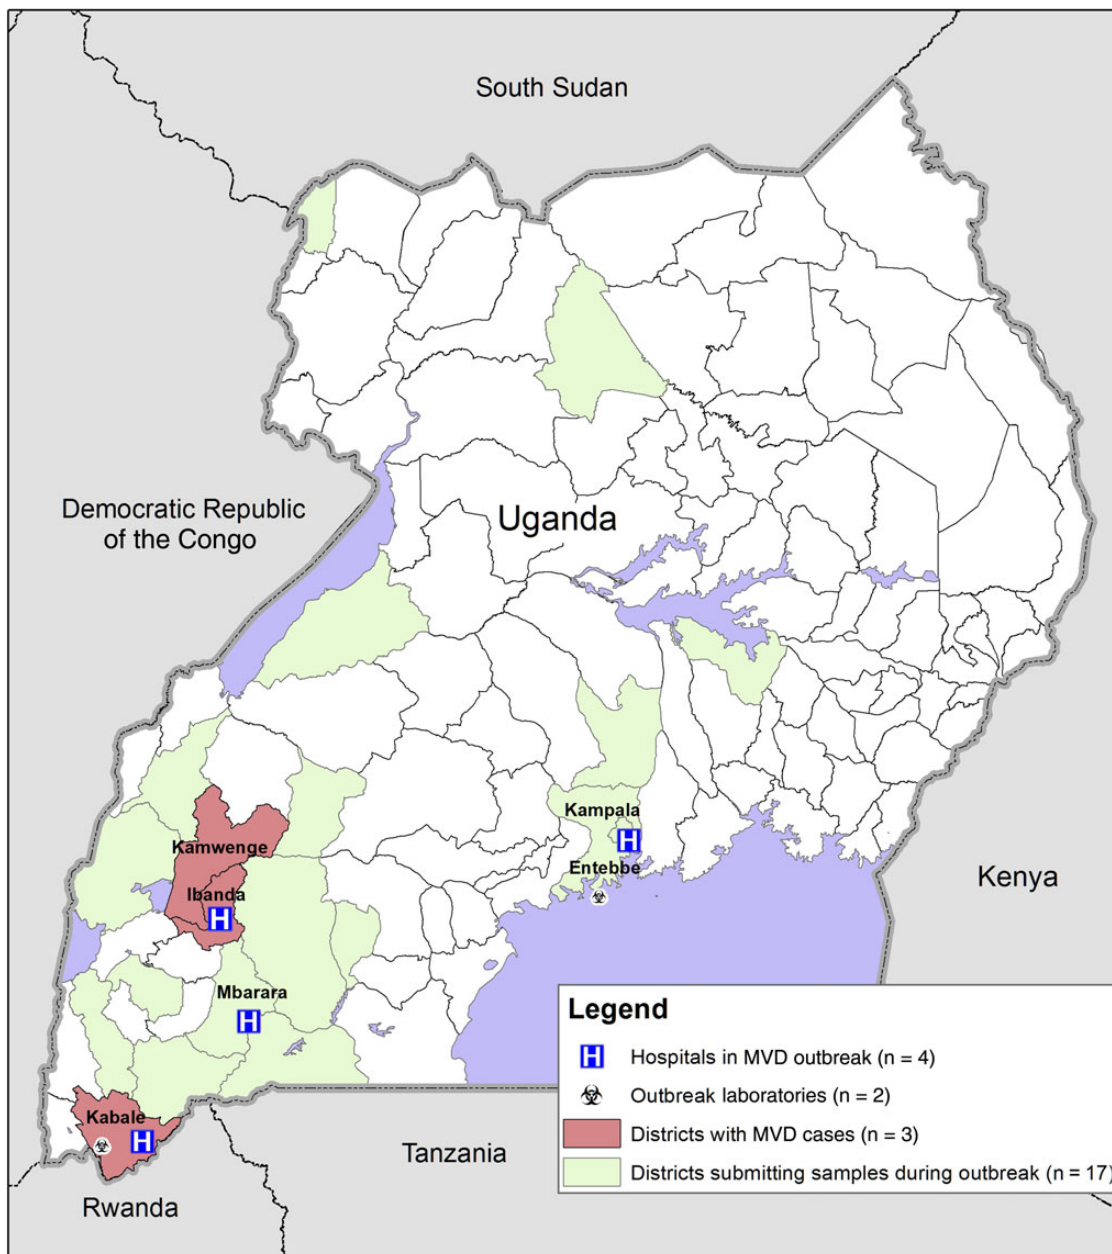 South Sudan
Democratic Republic
of the Congo
Uganda
Kampala
Kamwenge
Entebbe
Kenya
Ibanda
H
H
Mbarara
H
Kabale
H
Tanzania
Rwanda
Legend
H Hospitals in MVD outbreak (n = 4)
Outbreak laboratories (n = 2)
Districts with MVD cases (n = 3)
Districts submitting samples during outbreak (n = 17)